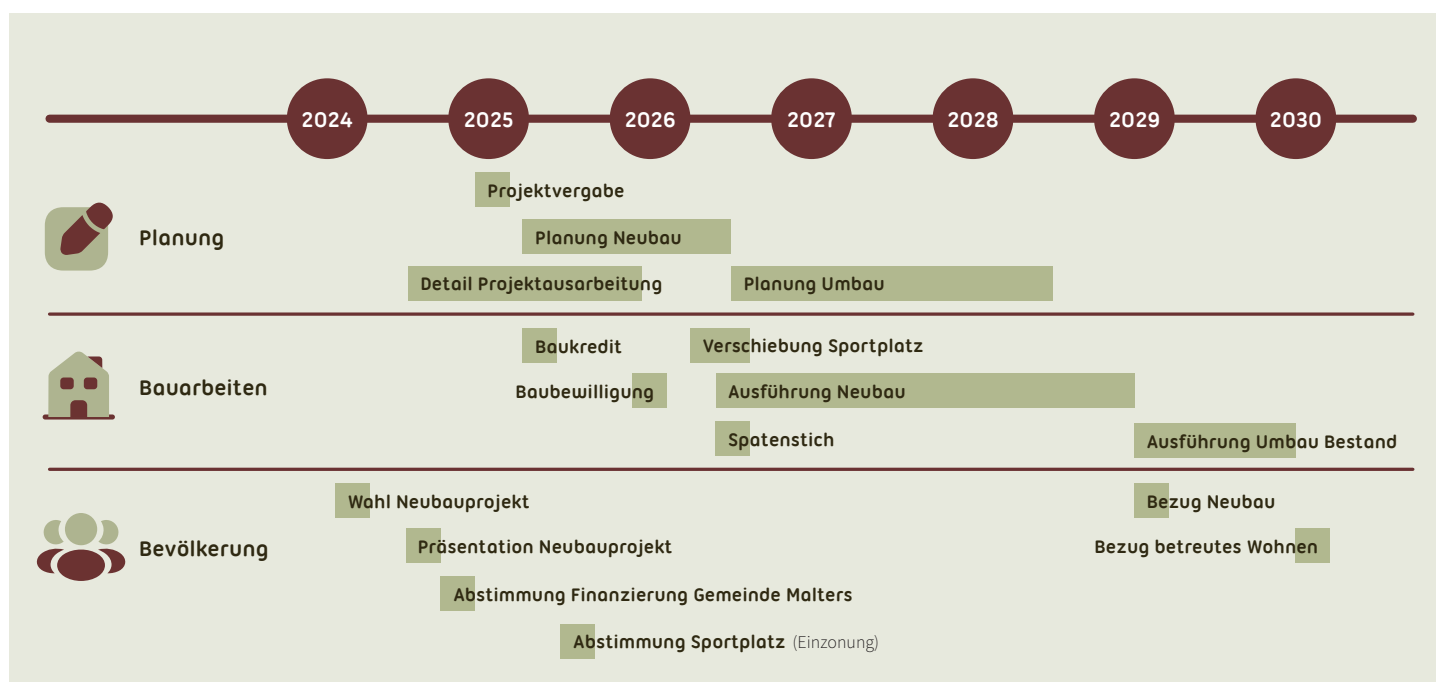 2024 2025 2026 2027 2028 2029 2030
Projektvergabe
Planung
Planung Neubau
Detail Projektausarbeitung
Planung Umbau
Baukredit
Verschiebung Sportplatz
Bauarbeiten
Baubewilligung
Ausführung Neubau
Spatenstich
Ausführung Umbau Bestand
Wahl Neubauprojekt
Bezug Neubau
Bevölkerung
Präsentation Neubauprojekt
Bezug betreutes Wohnen
Abstimmung Finanzierung Gemeinde Malters
Abstimmung Sportplatz (Einzonung)